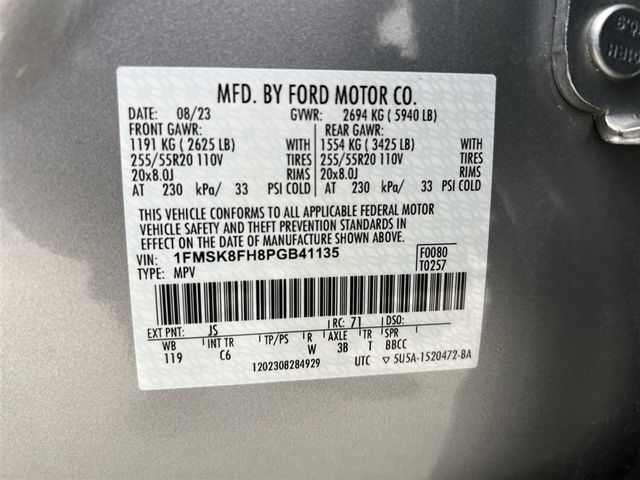 MFD. BY FORD MOTOR CO.
DATE: 08/23 GVWR: 2694 KG ( 5940 LB)
FRONT GAWR: REAR GAWR:
1191 KG ( 2625 LB) WITH 1554 KG ( 3425 LB) WITH
255/55R20 110V TIRES 255/55R20 110V TIRES
20x8.0J RIMS 20x8.0J RIMS
AT 230 kPa/ 33 PSI COLD AT 230 kPa/ 33 PSI COLD
THIS VEHICLE CONFORMS TO ALL APPLICABLE FEDERAL MOTOR
VEHICLE SAFETY AND THEFT PREVENTION STANDARDS IN
EFFECT ON THE DATE OF MANUFACTURE SHOWN ABOVE.
VIN: 1FMSK8FH8PGB41135 F0080
TYPE: MPV T0257
EXT PNT: JS RC: 71 DSO:
WB INT TR TP/PS R AXLE TR SPR
119 C6 W 3B T BBCC
1202308284929 UTC ▽ 5U5A-1520472-BA